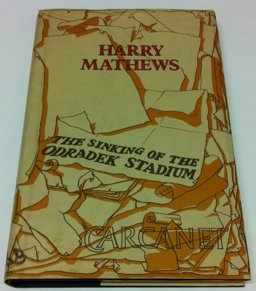 HARRY
MATHEWS
THE SINKING OF THE
ODRADEK STADIUM
CARCANET